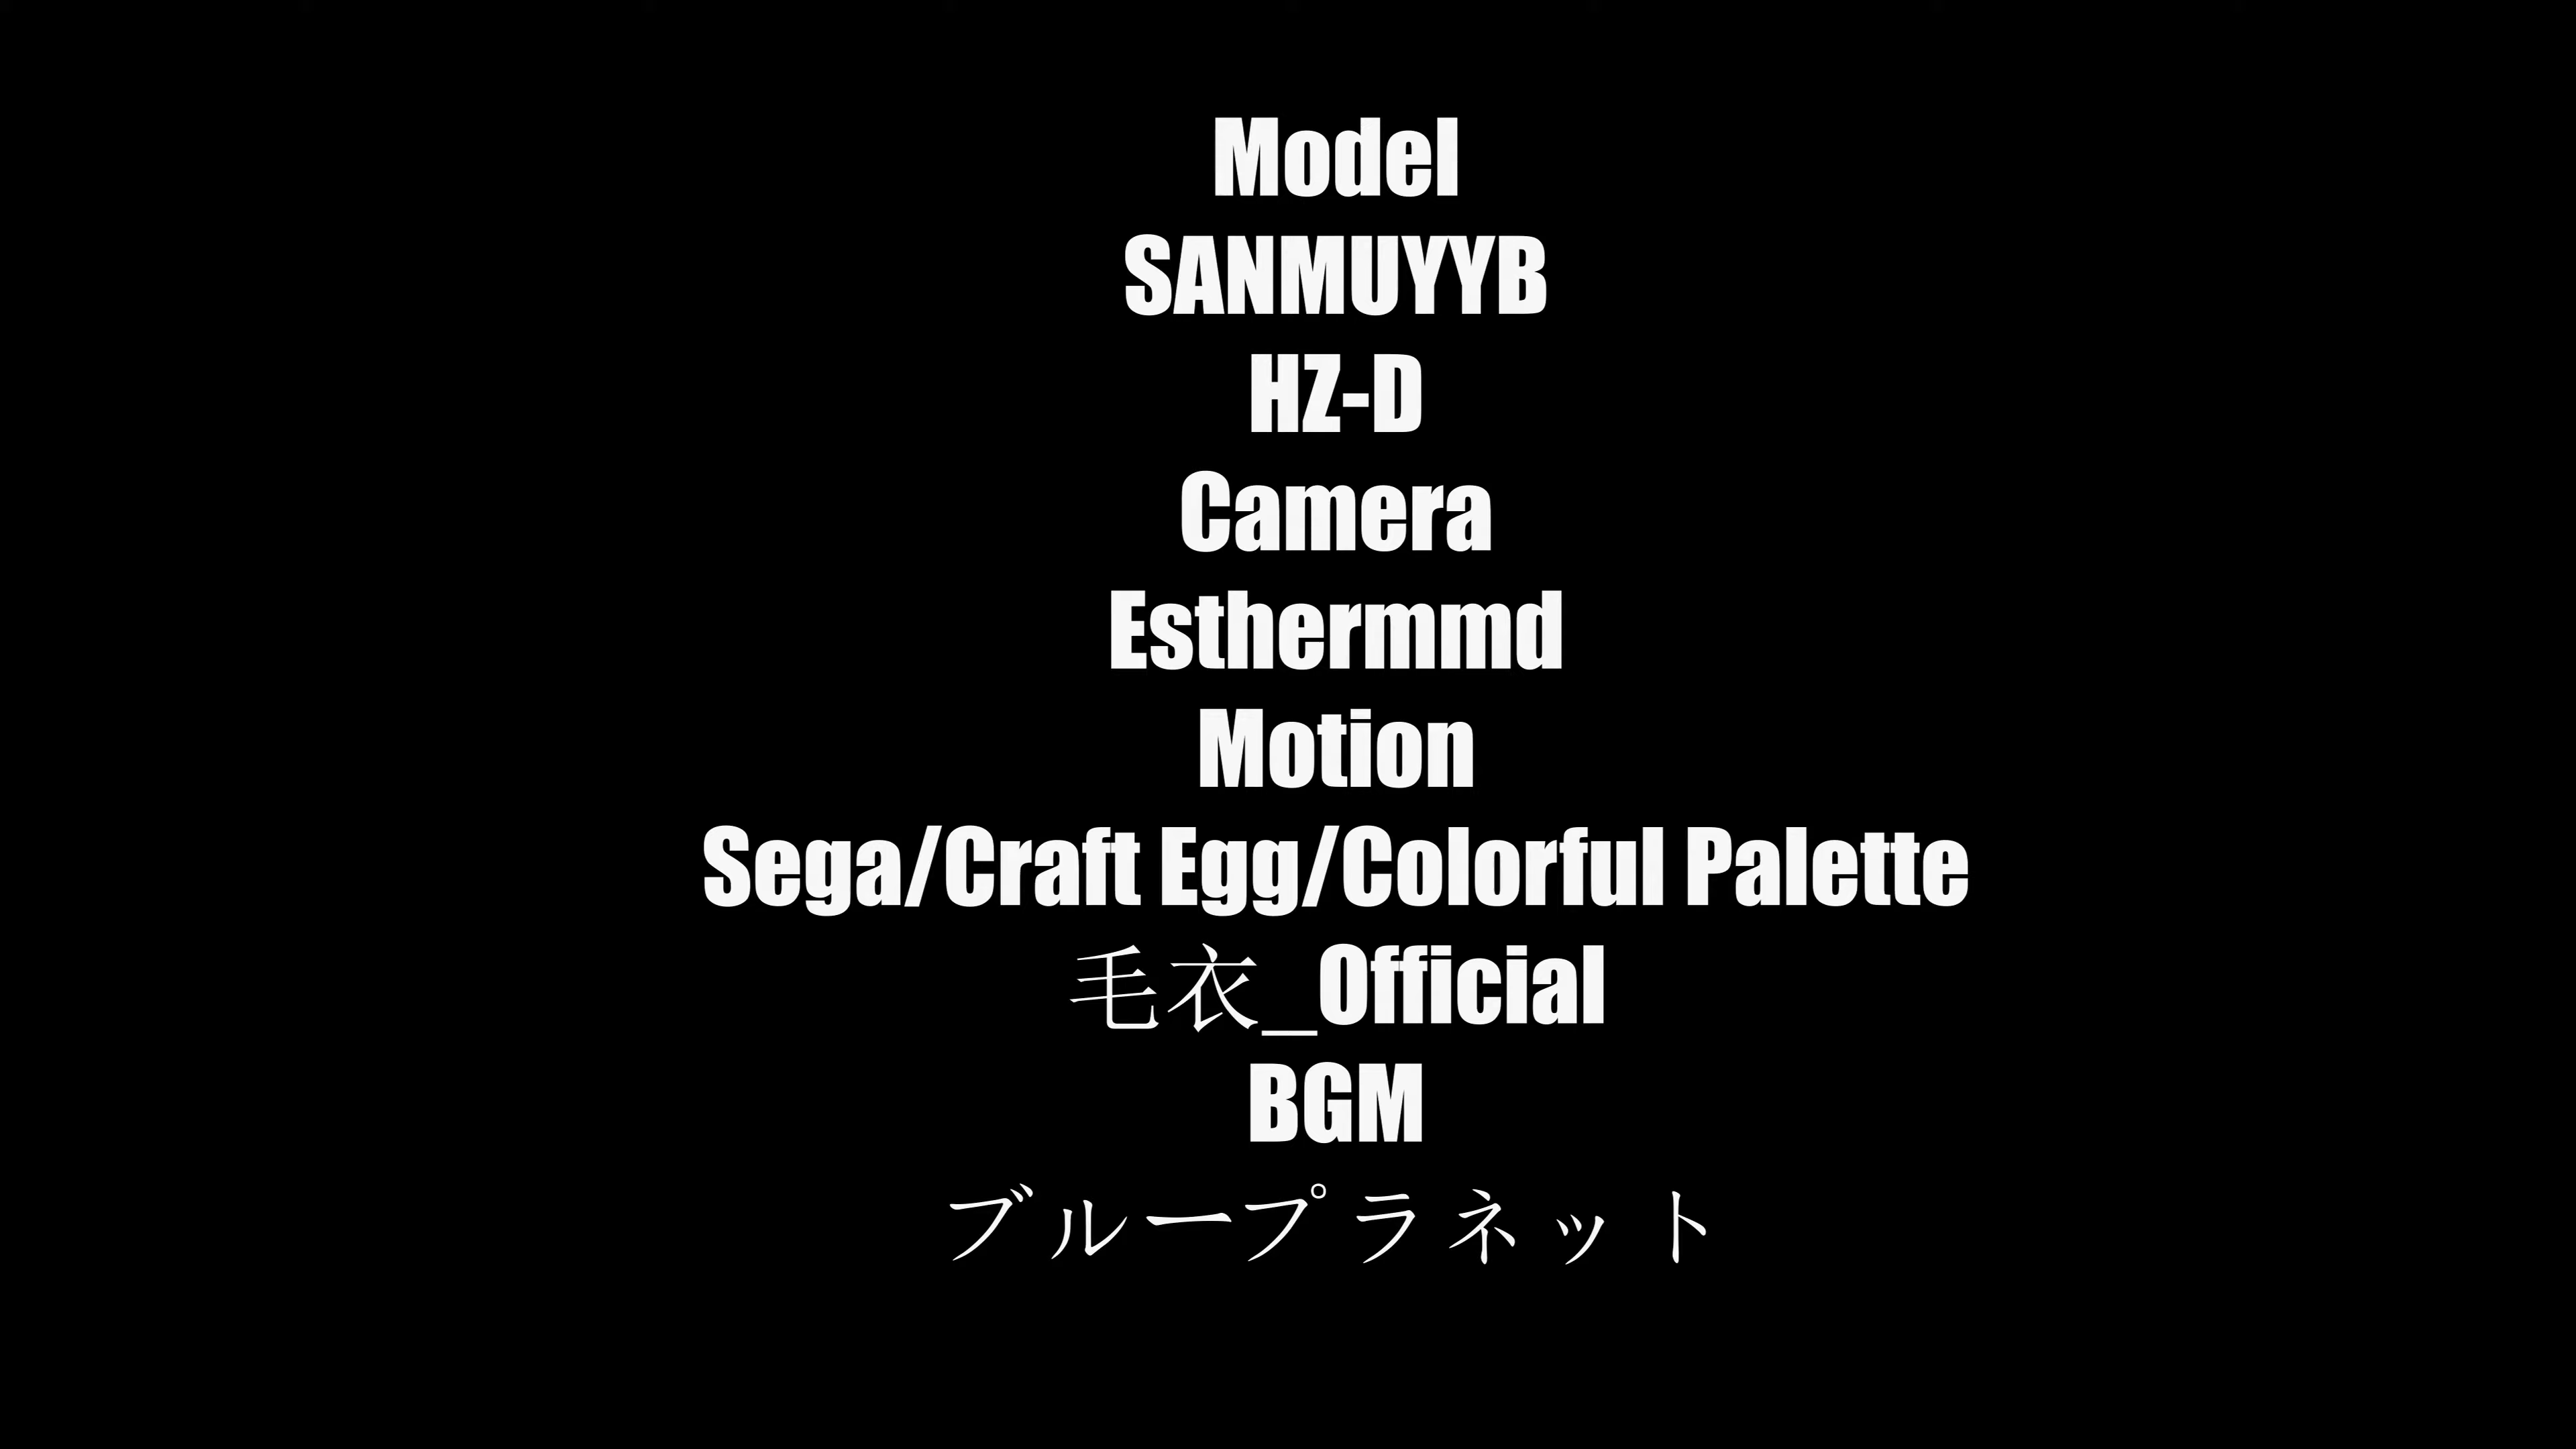 Model
SANMUYYB
HZ-D
Camera
Esthermmd
Motion
Sega/Craft Egg/Colorful Palette
毛衣_Official
BGM
ブループラネット